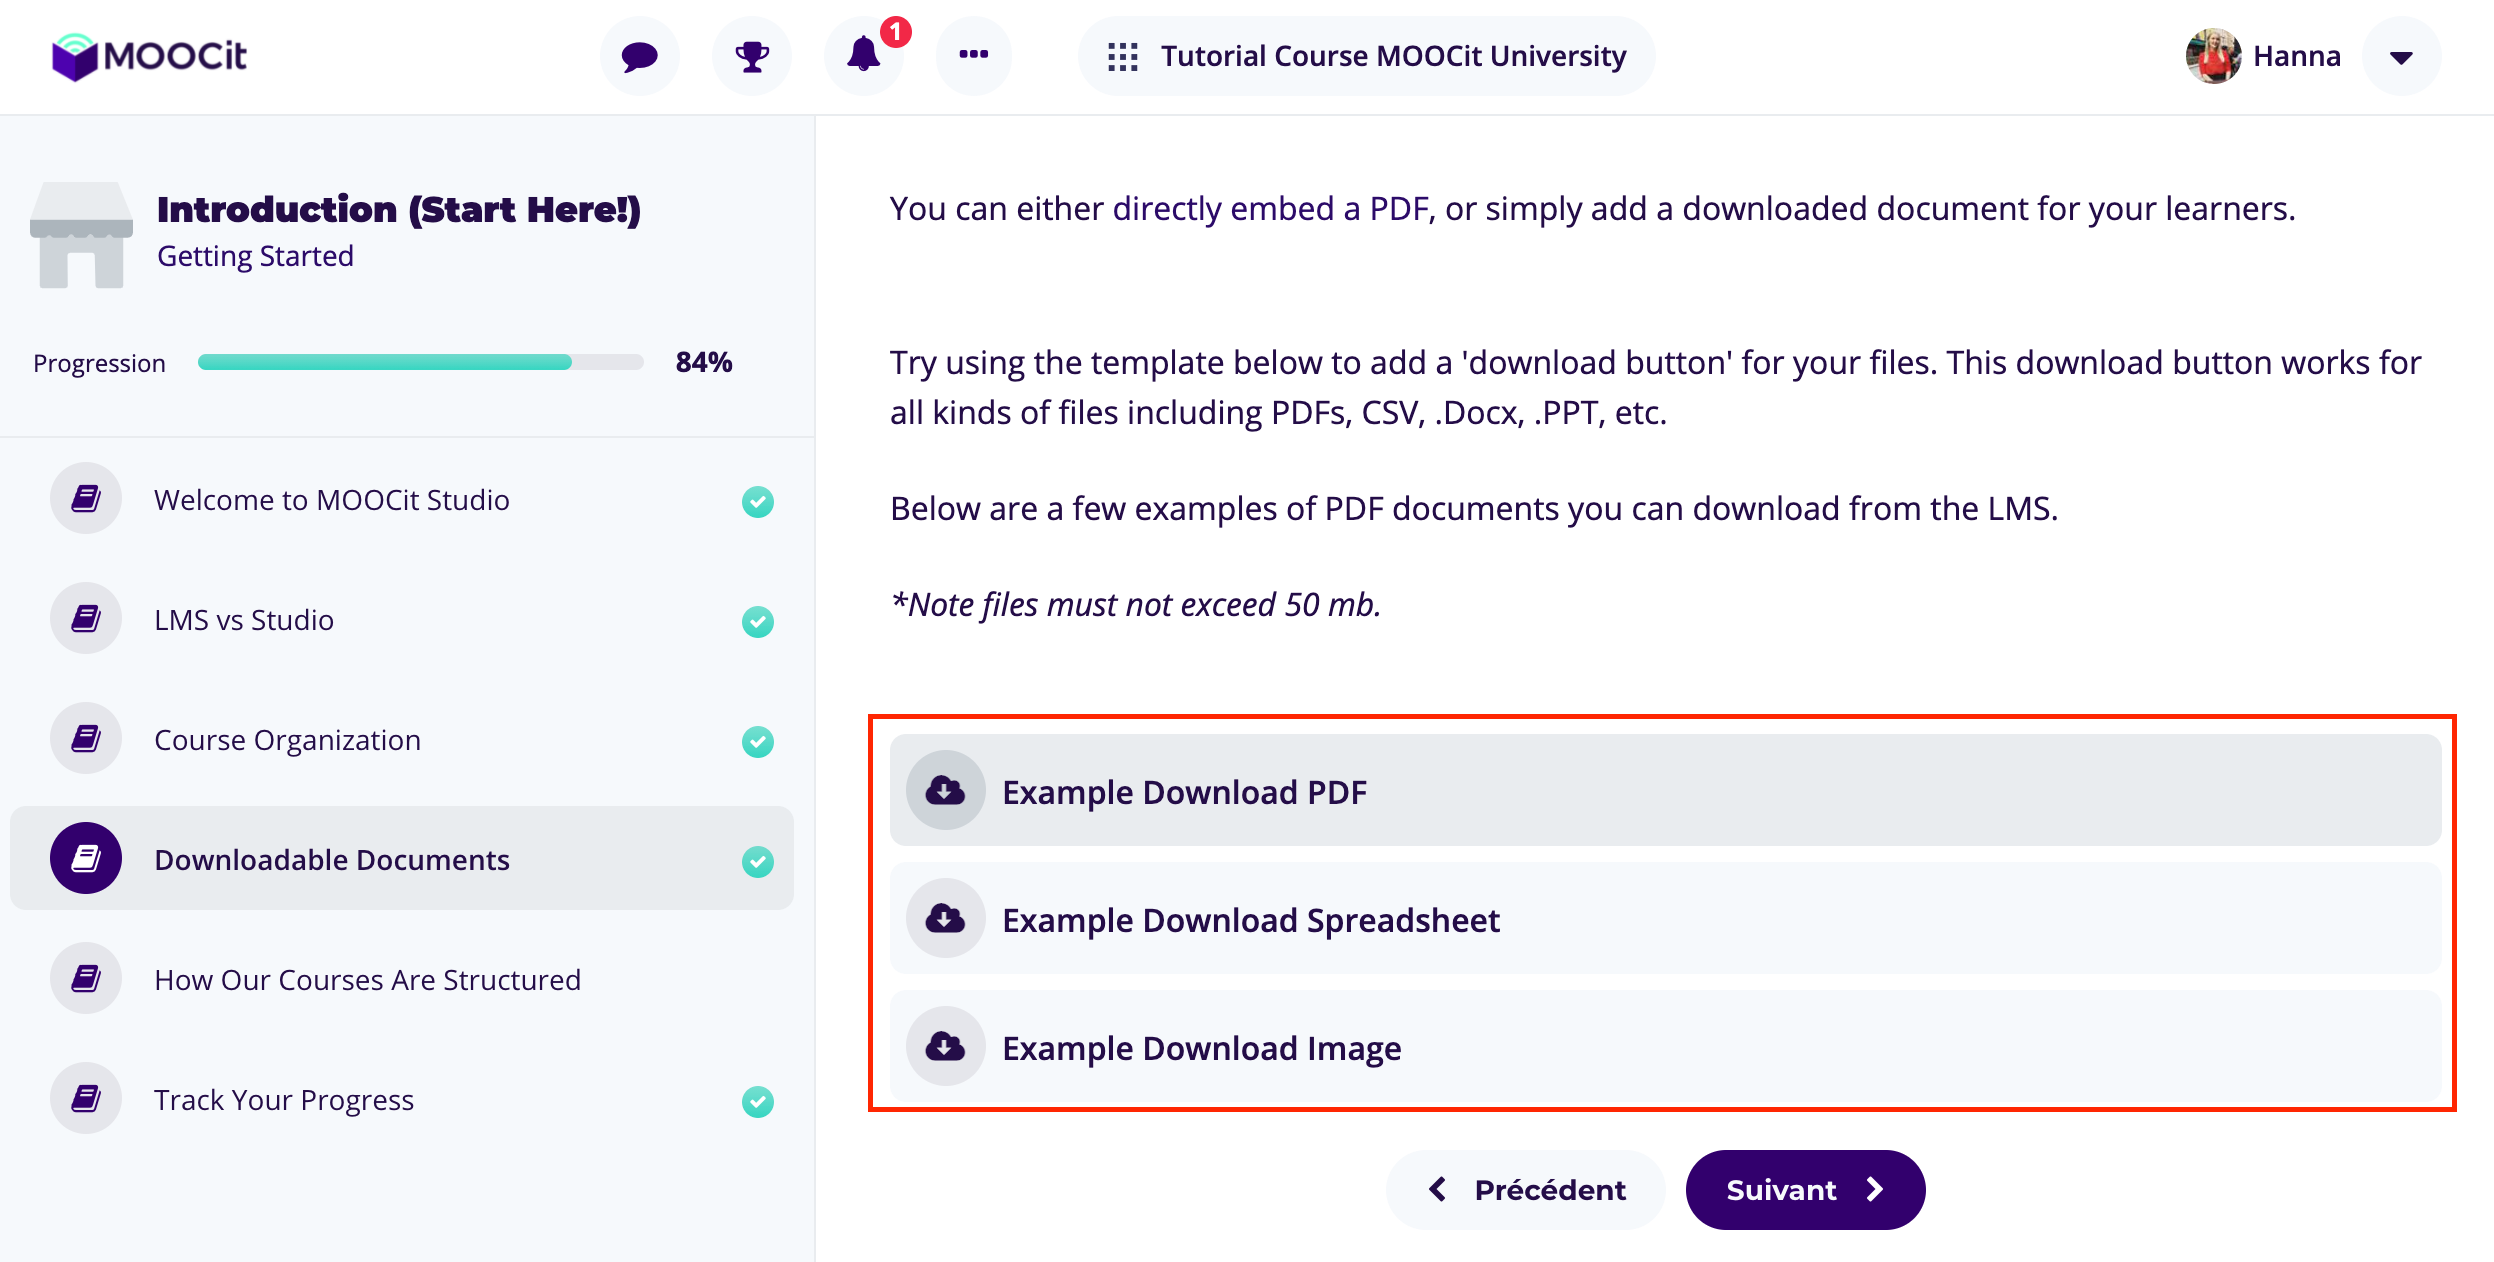 MOOCit
1
Tutorial Course MOOCit University
Hanna
Introduction (Start Here!)
Getting Started
Progression
84%
Welcome to MOOCit Studio
LMS vs Studio
Course Organization
Downloadable Documents
How Our Courses Are Structured
Track Your Progress
You can either directly embed a PDF, or simply add a downloaded document for your learners.
Try using the template below to add a 'download button' for your files. This download button works for
all kinds of files including PDFs, CSV, .Docx, .PPT, etc.
Below are a few examples of PDF documents you can download from the LMS.
*Note files must not exceed 50 mb.
Example Download PDF
Example Download Spreadsheet
Example Download Image
Précédent
Suivant